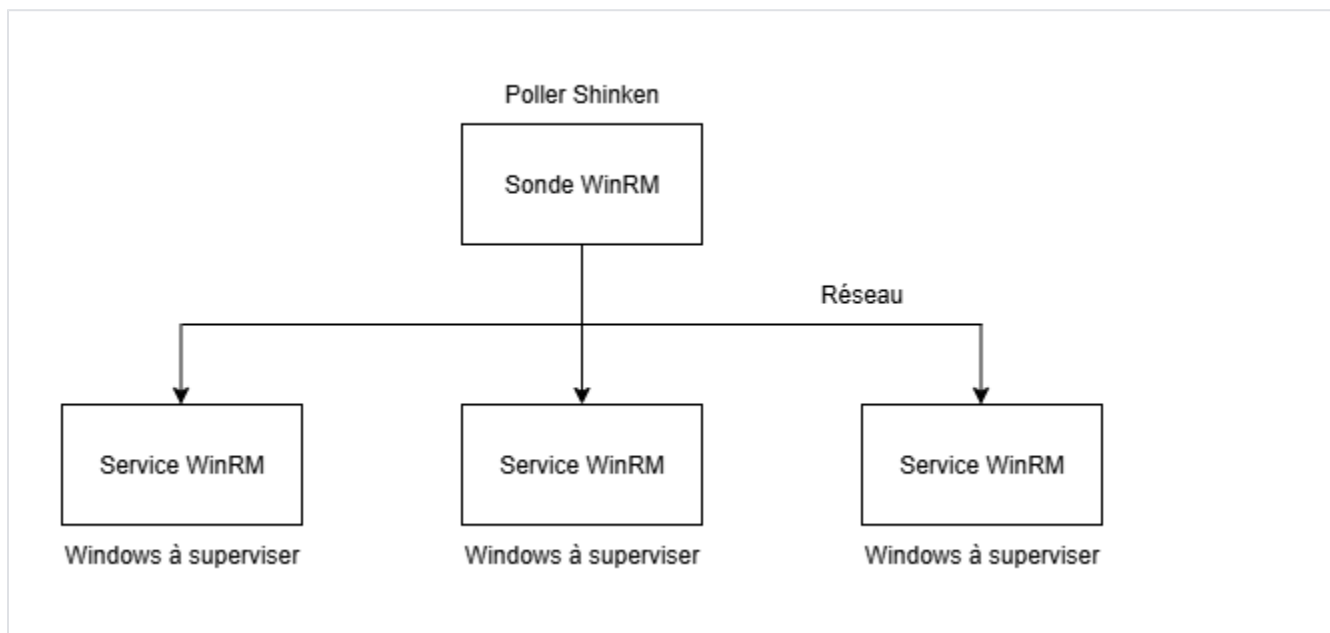 Poller Shinken
Sonde WinRM
Réseau
Service WinRM
Service WinRM
Service WinRM
Windows à superviser
Windows à superviser
Windows à superviser